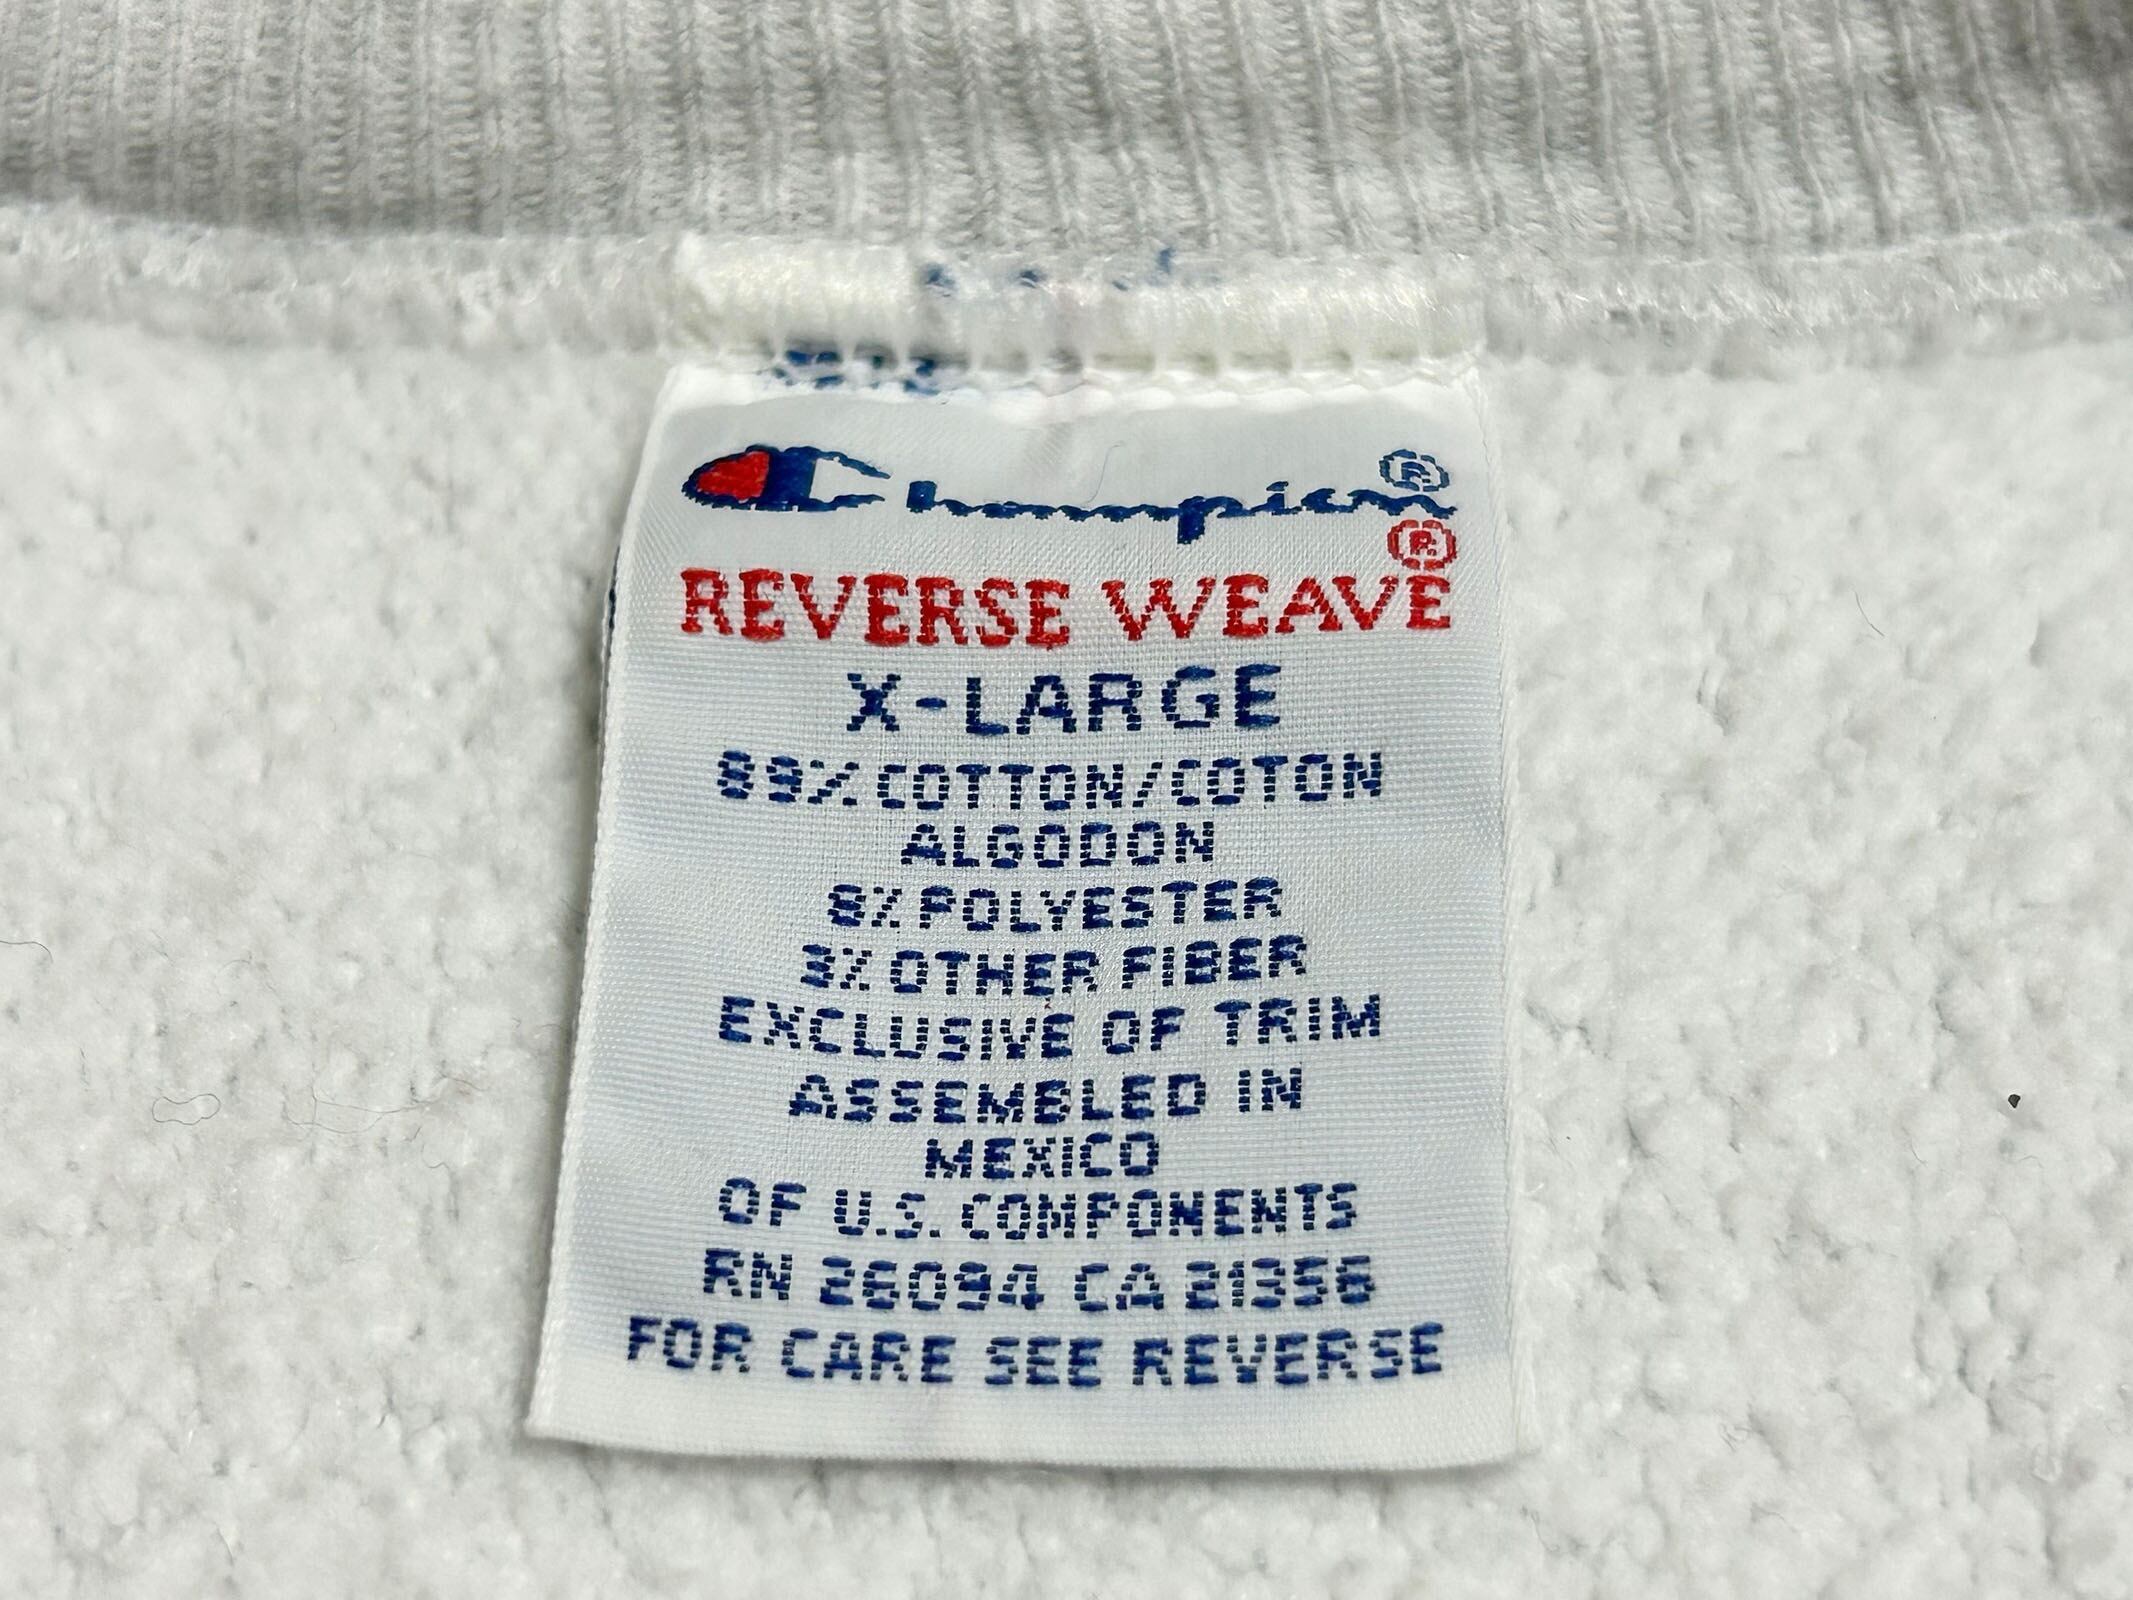 Champion®
REVERSE WEAVE®
X-LARGE
89% COTTON/COTON
ALGODON
8% POLYESTER
3% OTHER FIBER
EXCLUSIVE OF TRIM
ASSEMBLED IN
MEXICO
OF U.S. COMPONENTS
RN 26094 CA 21356
FOR CARE SEE REVERSE